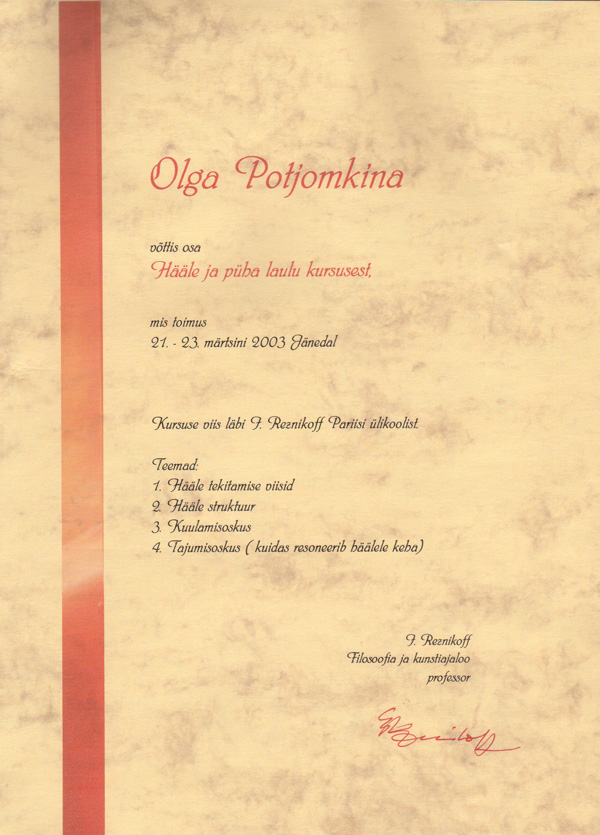 Olga Potjomkina
võttis osa
Hääle ja püha laulu kursusest,
mis toimus
21. - 23. märtsini 2003 Jänedal
Kursuse viis läbi I. Reznikoff Pariisi ülikoolist.
Teemad:
1. Hääle tekitamise viisid
2. Hääle struktuur
3. Kuulamisoskus
4. Tajumisoskus ( kuidas resoneerib häälele keha)
I. Reznikoff
Filosoofia ja kunstiajaloo
professor